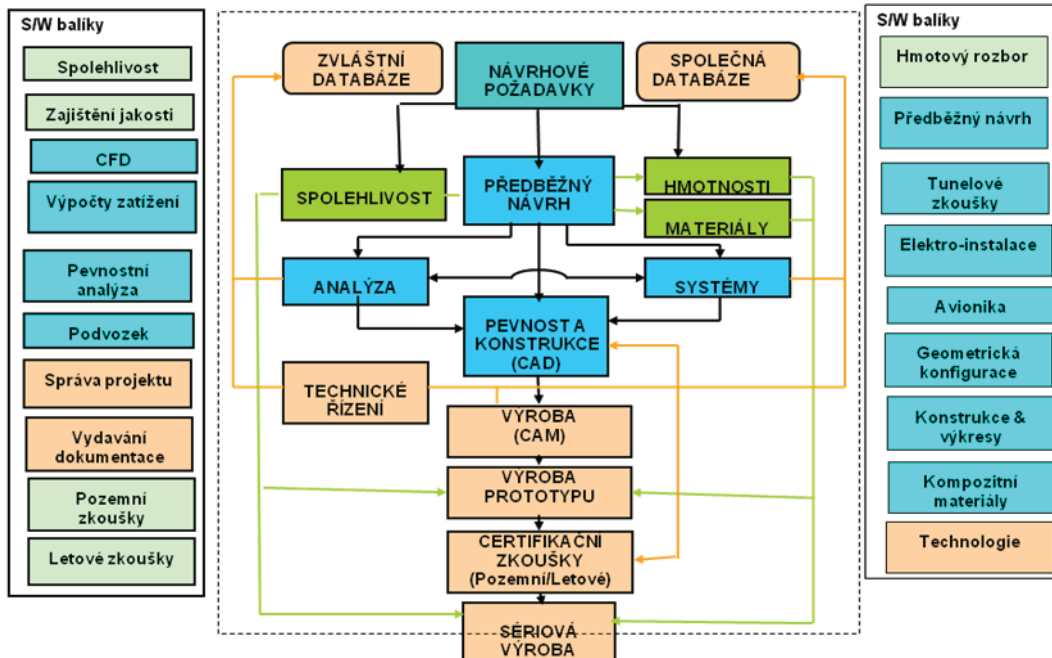 S/W balíky
Spolehlivost
Zajištění jakosti
CFD
Výpočty zatížení
Pevnostní
analýza
Podvozek
Správa projektu
Vydavání
dokumentace
Pozemní
zkoušky
Letové zkoušky
ZVLÁŠTNÍ
DATABÁZE
NÁVRHOVÉ
POŽADAVKY
SPOLEČNÁ
DATABÁZE
SPOLEHLIVOST
PŘEDBĚŽNÝ
NÁVRH
HMOTNOSTI
MATERIÁLY
ANALÝZA
SYSTÉMY
PEVNOST A
KONSTRUKCE
(CAD)
TECHNICKÉ
ŘÍZENÍ
VÝROBA
(CAM)
VÝROBA
PROTOTYPU
CERTIFIKAČNÍ
ZKOUŠKY
(Pozemní/Letové)
SÉRIOVÁ
VÝROBA
S/W balíky
Hmotový rozbor
Předběžný návrh
Tunelové
zkoušky
Elektro-instalace
Avionika
Geometrická
konfigurace
Konstrukce &
výkresy
Kompozitní
materiály
Technologie